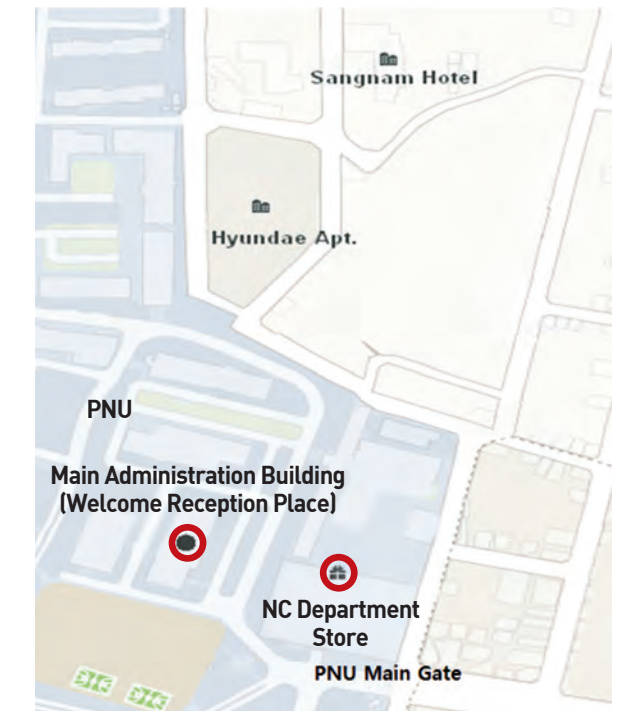 Sangnam Hotel
Hyundae Apt.
PNU
Main Administration Building
(Welcome Reception Place)
NC Department
Store
PNU Main Gate